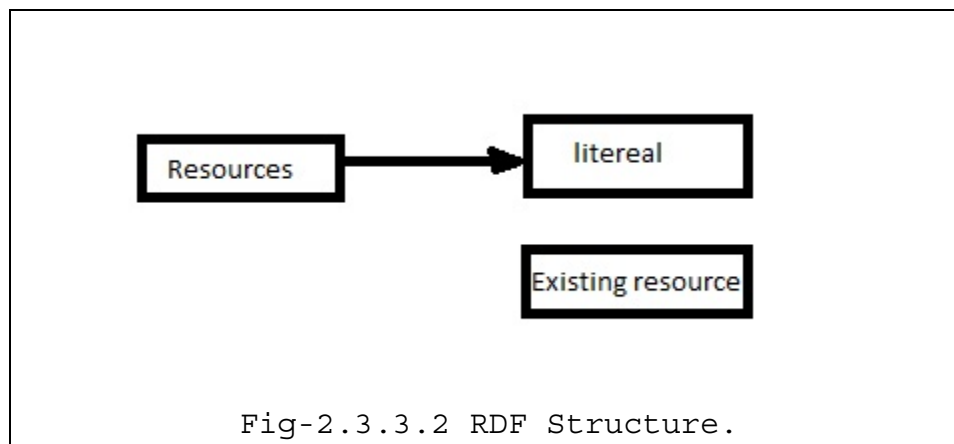 Resources
litereal
Existing resource
Fig-2.3.3.2 RDF Structure.